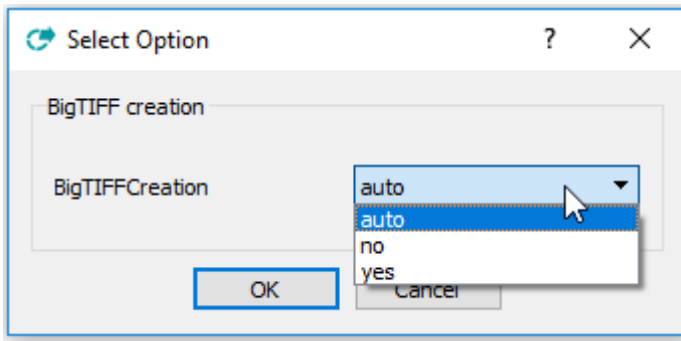 Select Option ?
BigTIFF creation
BigTIFFCreation auto
auto
no
yes
OK Cancel